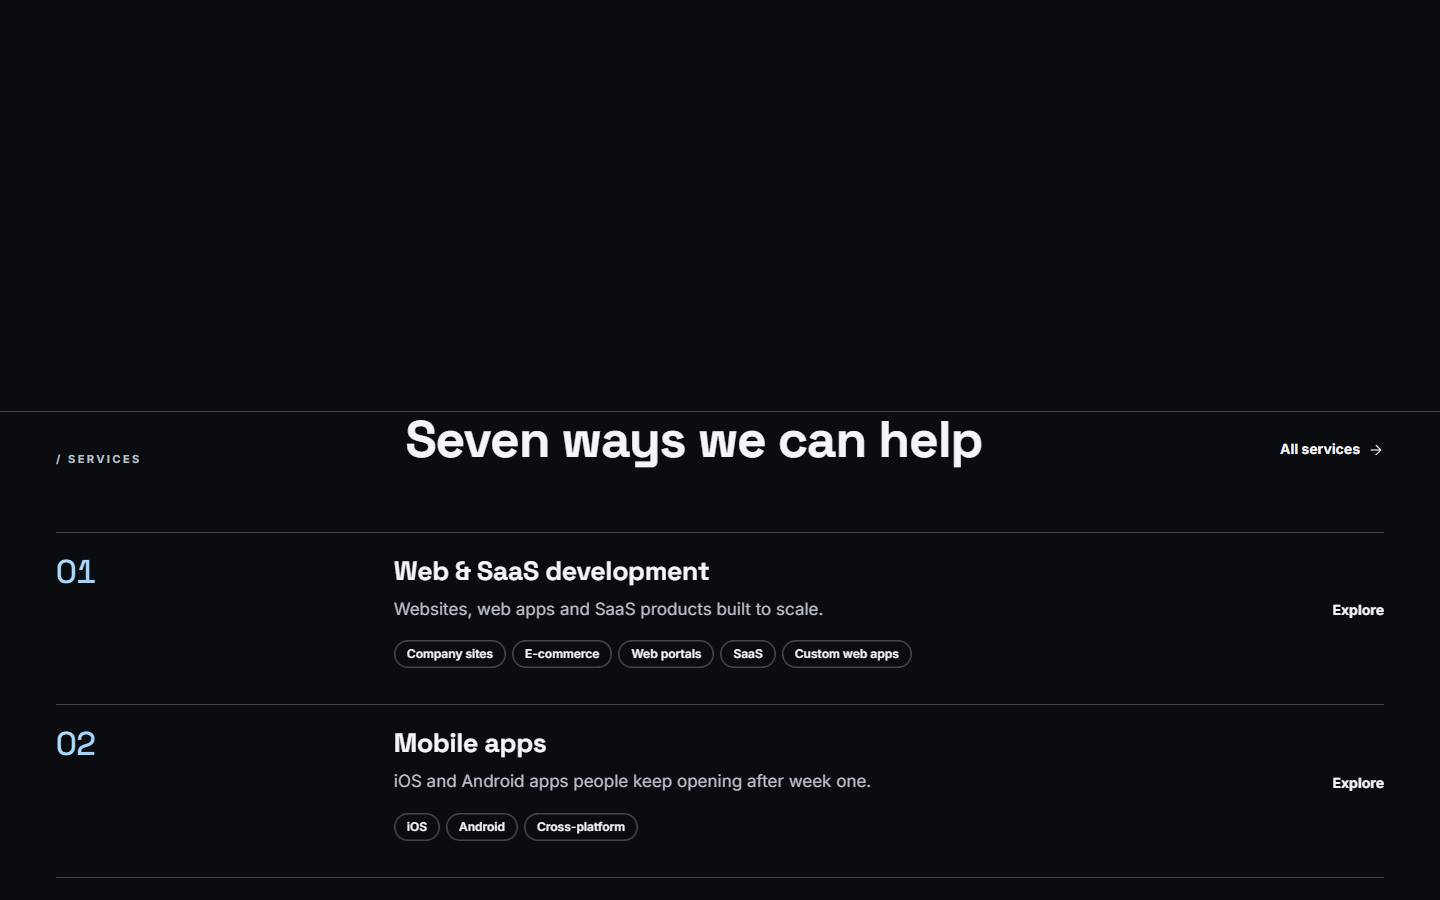 / SERVICES
Seven ways we can help
All services →
01
Web & SaaS development
Websites, web apps and SaaS products built to scale.
Explore
Company sites
E-commerce
Web portals
SaaS
Custom web apps
02
Mobile apps
iOS and Android apps people keep opening after week one.
Explore
iOS
Android
Cross-platform